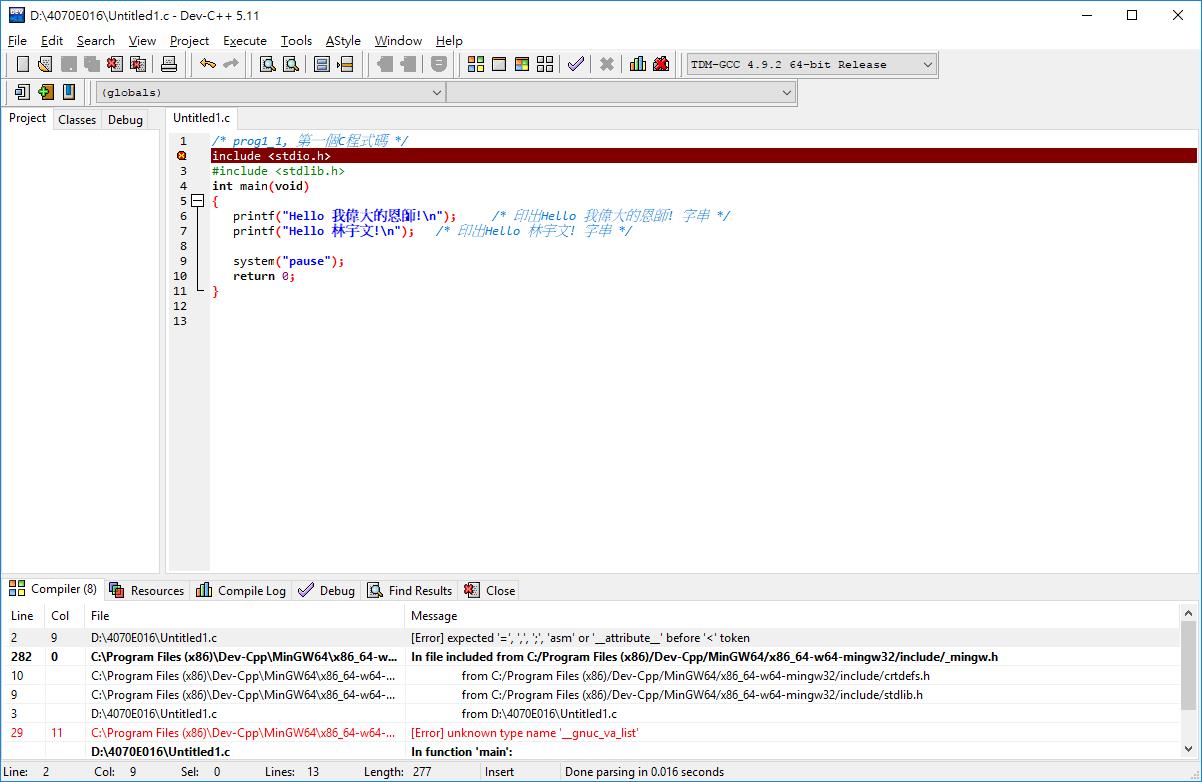 D:\4070E016\Untitled1.c - Dev-C++ 5.11
File Edit Search View Project Execute Tools AStyle Window Help
TDM-GCC 4.9.2 64-bit Release
(globals)
Project Classes Debug Untitled1.c
1 /* prog1_1, 第一個C程式碼 */
include <stdio.h>
3 #include <stdlib.h>
4 int main(void)
5 {
6 printf("Hello 我偉大的恩師!\n"); /* 印出Hello 我偉大的恩師! 字串 */
7 printf("Hello 林宇文!\n"); /* 印出Hello 林宇文! 字串 */
8
9 system("pause");
10 return 0;
11 }
12
13
Compiler (8) Resources Compile Log Debug Find Results Close
Line Col File Message
2 9 D:\4070E016\Untitled1.c [Error] expected '=', ',', ';', 'asm' or '__attribute__' before '<' token
282 0 C:\Program Files (x86)\Dev-Cpp\MinGW64\x86_64-w... In file included from C:/Program Files (x86)/Dev-Cpp/MinGW64/x86_64-w64-mingw32/include/_mingw.h
10 C:\Program Files (x86)\Dev-Cpp\MinGW64\x86_64-w64-... from C:/Program Files (x86)/Dev-Cpp/MinGW64/x86_64-w64-mingw32/include/crtdefs.h
9 C:\Program Files (x86)\Dev-Cpp\MinGW64\x86_64-w64-... from C:/Program Files (x86)/Dev-Cpp/MinGW64/x86_64-w64-mingw32/include/stdlib.h
3 D:\4070E016\Untitled1.c from D:\4070E016\Untitled1.c
29 11 C:\Program Files (x86)\Dev-Cpp\MinGW64\x86_64-w64-... [Error] unknown type name '__gnuc_va_list'
D:\4070E016\Untitled1.c In function 'main':
Line: 2 Col: 9 Sel: 0 Lines: 13 Length: 277 Insert Done parsing in 0.016 seconds